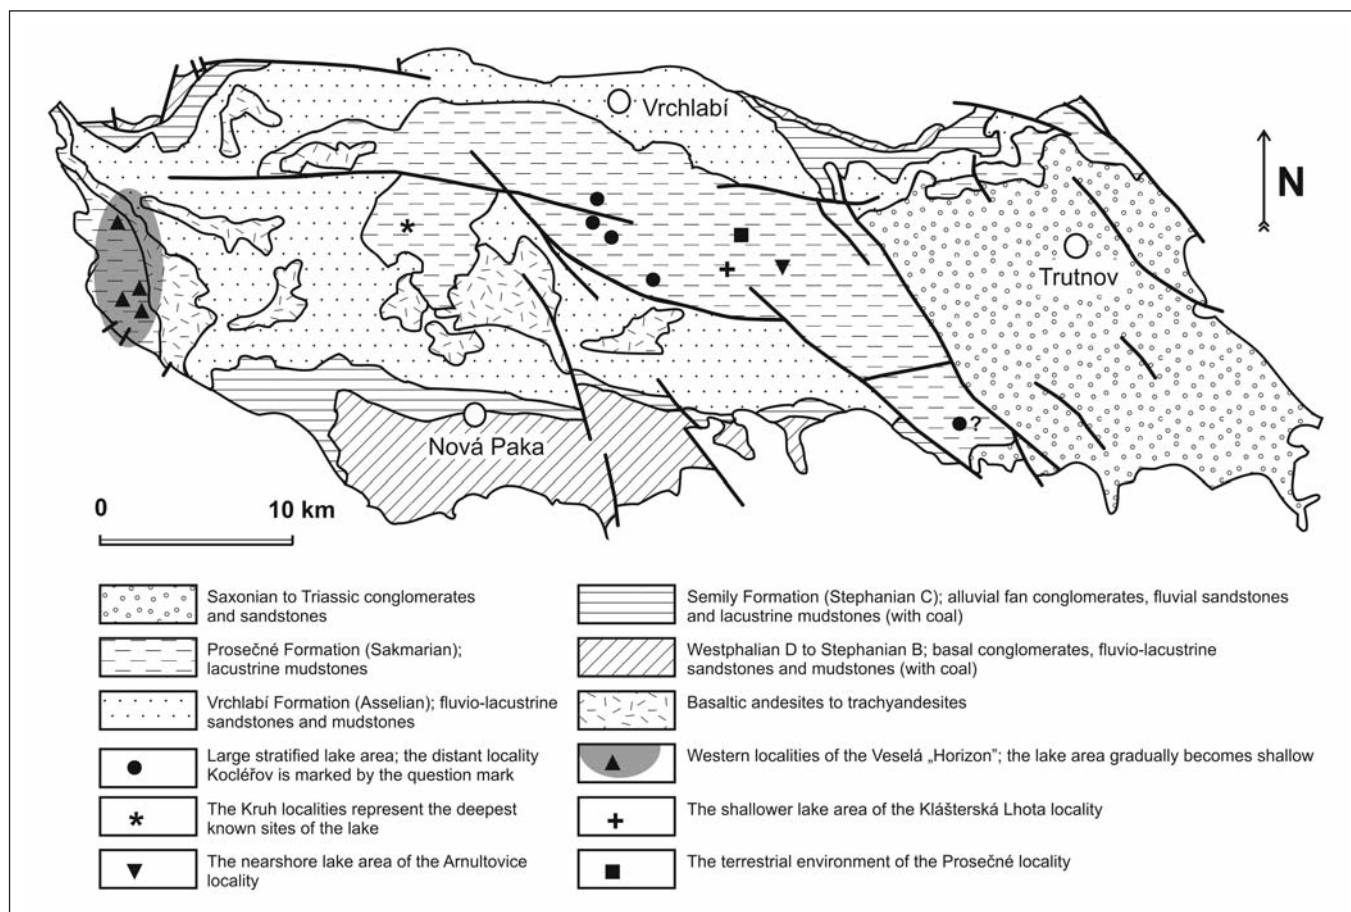 Vrchlabí
N
Trutnov
?
Nová Paka
0 10 km
Saxonian to Triassic conglomerates
and sandstones
Prosečné Formation (Sakmarian);
lacustrine mudstones
Vrchlabí Formation (Asselian); fluvio-lacustrine
sandstones and mudstones
Large stratified lake area; the distant locality
Kocléřov is marked by the question mark
The Kruh localities represent the deepest
known sites of the lake
The nearshore lake area of the Arnultovice
locality
Semily Formation (Stephanian C); alluvial fan conglomerates, fluvial sandstones
and lacustrine mudstones (with coal)
Westphalian D to Stephanian B; basal conglomerates, fluvio-lacustrine
sandstones and mudstones (with coal)
Basaltic andesites to trachyandesites
Western localities of the Veselá „Horizon”; the lake area gradually becomes shallow
The shallower lake area of the Klášterská Lhota locality
The terrestrial environment of the Prosečné locality